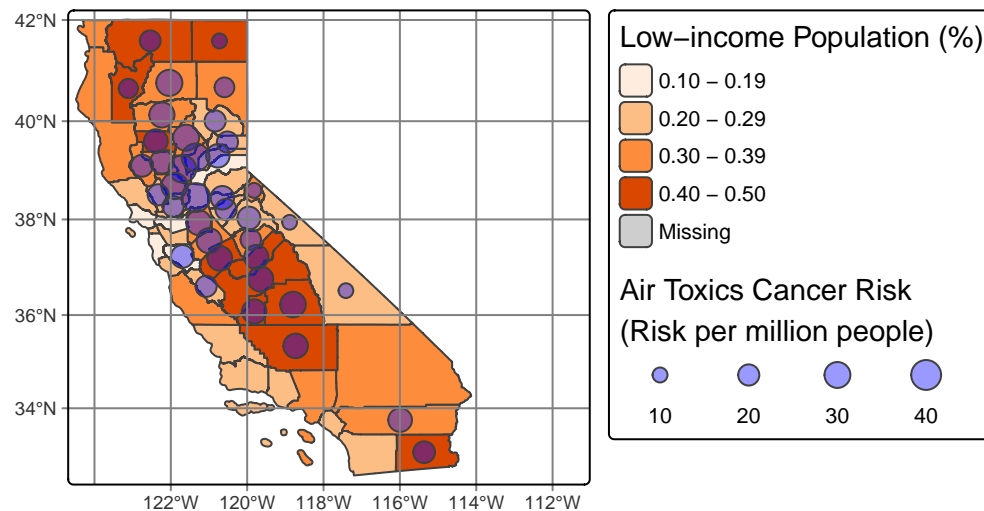 42°N
40°N
38°N
36°N
34°N
122°W 120°W 118°W 116°W 114°W 112°W
Low−income Population (%)
0.10 − 0.19
0.20 − 0.29
0.30 − 0.39
0.40 − 0.50
Missing
Air Toxics Cancer Risk
(Risk per million people)
10 20 30 40